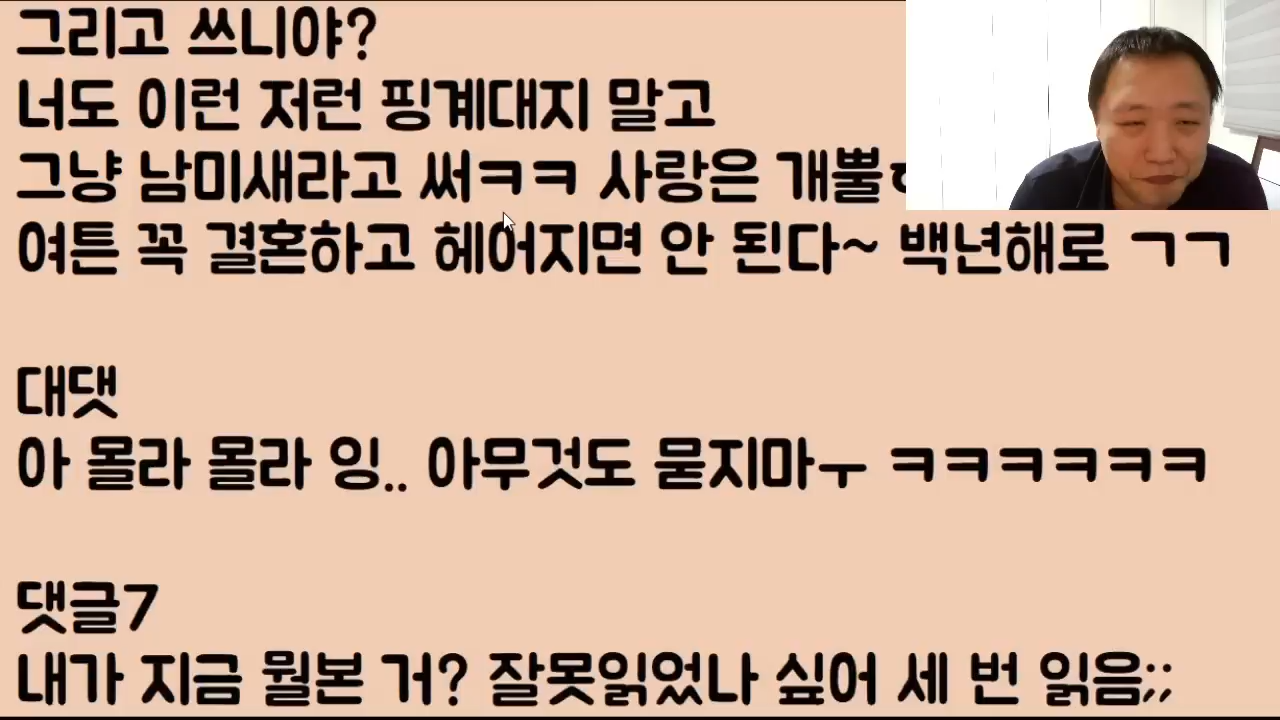 그리고 쓰니야?
너도 이런 저런 핑계대지 말고
그냥 남미새라고 써ㅋㅋ 사랑은 개뿔
여튼 꼭 결혼하고 헤어지면 안 된다~ 백년해로 ㄱㄱ
대댓
아 몰라 몰라 잉.. 아무것도 묻지마ㅜ ㅋㅋㅋㅋㅋㅋ
댓글7
내가 지금 뭘본 거? 잘못읽었나 싶어 세 번 읽음;;